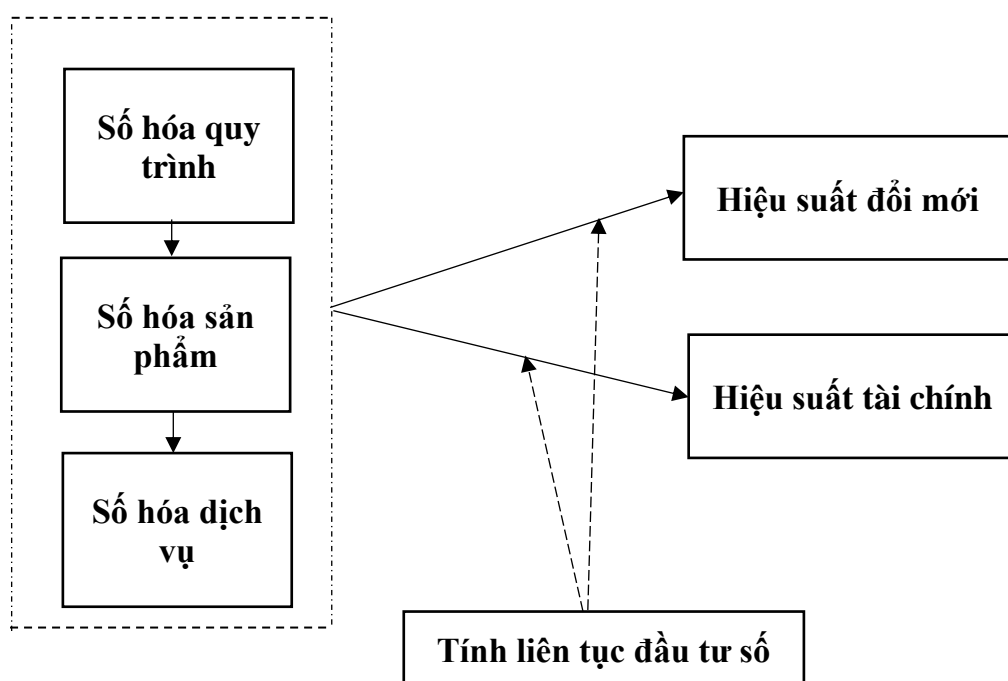 Số hóa quy
trình
Số hóa sản
phẩm
Số hóa dịch
vụ
Hiệu suất đổi mới
Hiệu suất tài chính
Tính liên tục đầu tư số